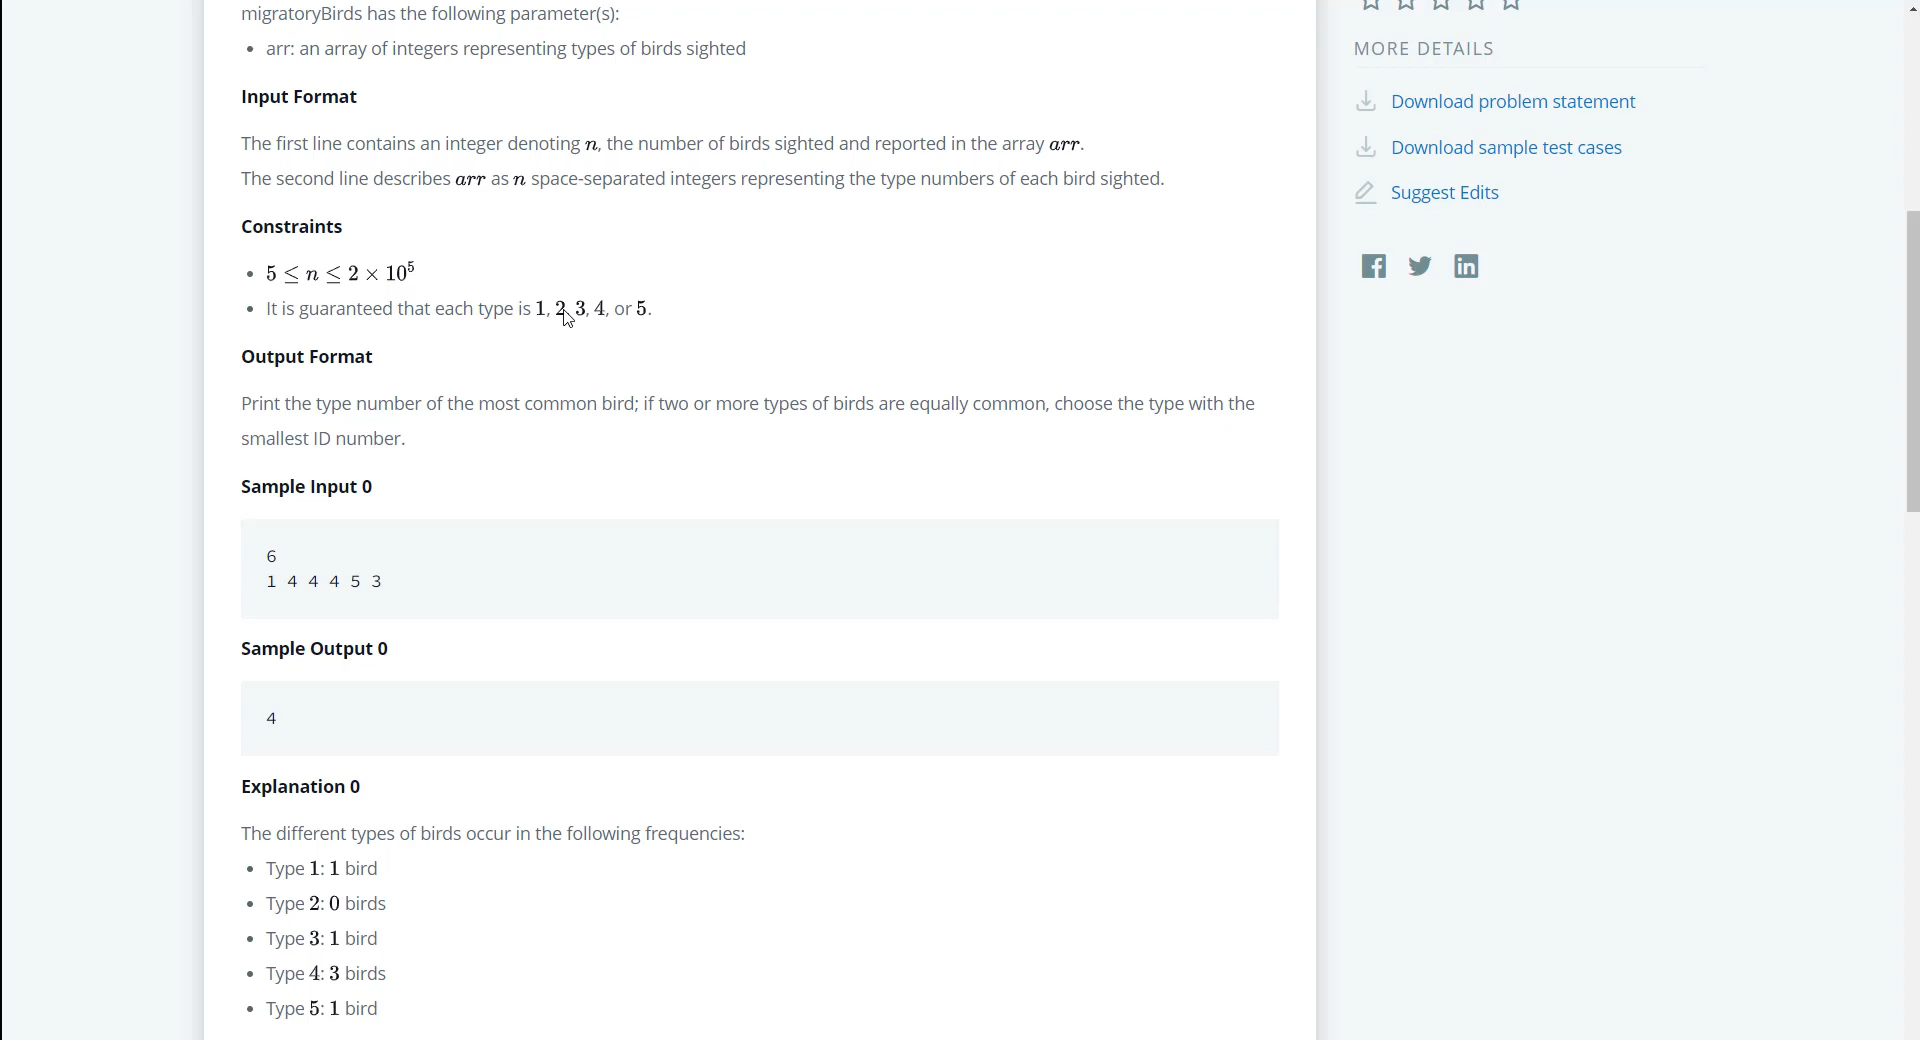 migratoryBirds has the following parameter(s):
• arr: an array of integers representing types of birds sighted
Input Format
The first line contains an integer denoting n, the number of birds sighted and reported in the array arr.
The second line describes arr as n space-separated integers representing the type numbers of each bird sighted.
Constraints
• 5 ≤ n ≤ 2 × 10⁵
• It is guaranteed that each type is 1, 2, 3, 4, or 5.
Output Format
Print the type number of the most common bird; if two or more types of birds are equally common, choose the type with the
smallest ID number.
Sample Input 0
6
1 4 4 4 5 3
Sample Output 0
4
Explanation 0
The different types of birds occur in the following frequencies:
• Type 1: 1 bird
• Type 2: 0 birds
• Type 3: 1 bird
• Type 4: 3 birds
• Type 5: 1 bird
MORE DETAILS
Download problem statement
Download sample test cases
Suggest Edits